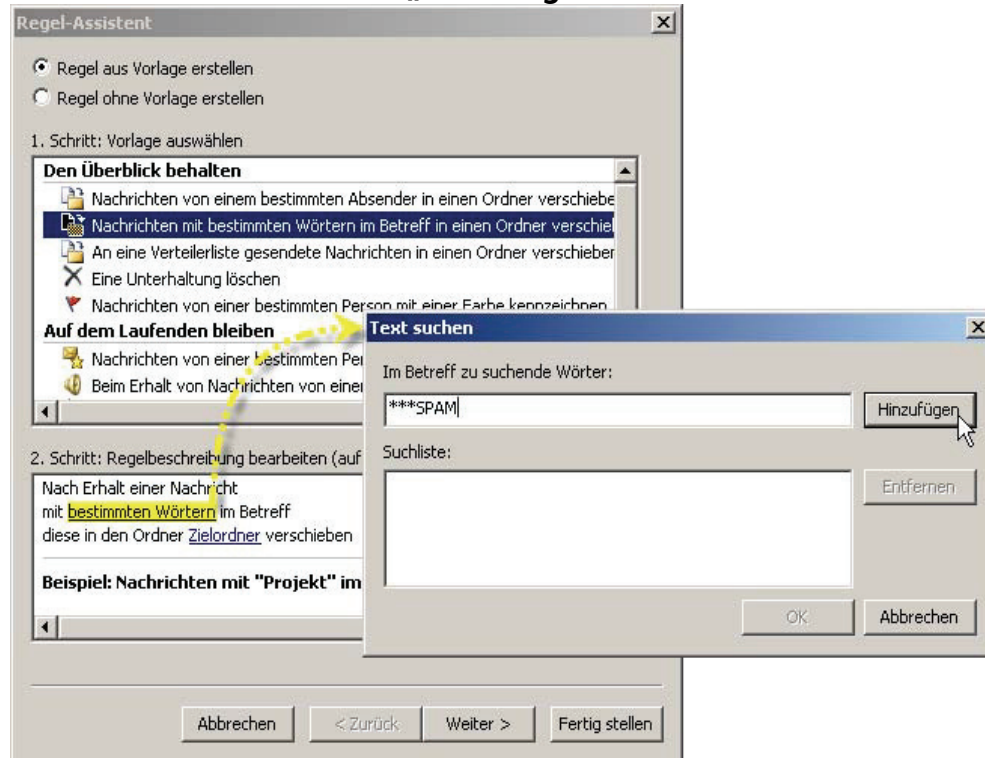 Regel-Assistent
Regel aus Vorlage erstellen
Regel ohne Vorlage erstellen
1. Schritt: Vorlage auswählen
Den Überblick behalten
Nachrichten von einem bestimmten Absender in einen Ordner verschiebe
Nachrichten mit bestimmten Wörtern im Betreff in einen Ordner verschie
An eine Verteilerliste gesendete Nachrichten in einen Ordner verschieber
Eine Unterhaltung löschen
Nachrichten von einer bestimmten Person mit einer Farbe kennzeichnen
Auf dem Laufenden bleiben
Nachrichten von einer bestimmten Per
Beim Erhalt von Nachrichten von eine
2. Schritt: Regelbeschreibung bearbeiten (auf
Nach Erhalt einer Nachricht
mit bestimmten Wörtern im Betreff
diese in den Ordner Zielordner verschieben
Beispiel: Nachrichten mit "Projekt" im
Abbrechen
< Zurück
Weiter >
Fertig stellen
Text suchen
Im Betreff zu suchende Wörter:
***SPAM
Hinzufügen
Suchliste:
Entfernen
OK
Abbrechen